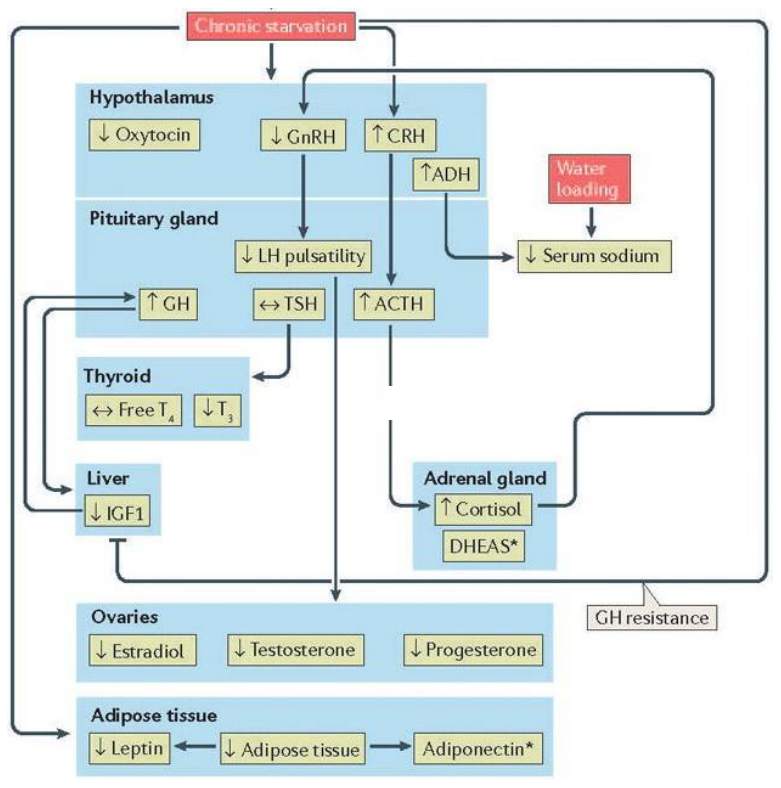 Chronic starvation
Hypothalamus
↓ Oxytocin
↓ GnRH
↑ CRH
↑ ADH
Water
loading
Pituitary gland
↓ LH pulsatility
↓ Serum sodium
↑ GH
↔ TSH
↑ ACTH
Thyroid
↔ Free T₄
↓ T₃
Liver
↓ IGF1
Adrenal gland
↑ Cortisol
DHEAS*
GH resistance
Ovaries
↓ Estradiol
↓ Testosterone
↓ Progesterone
Adipose tissue
↓ Leptin
↓ Adipose tissue
Adiponectin*